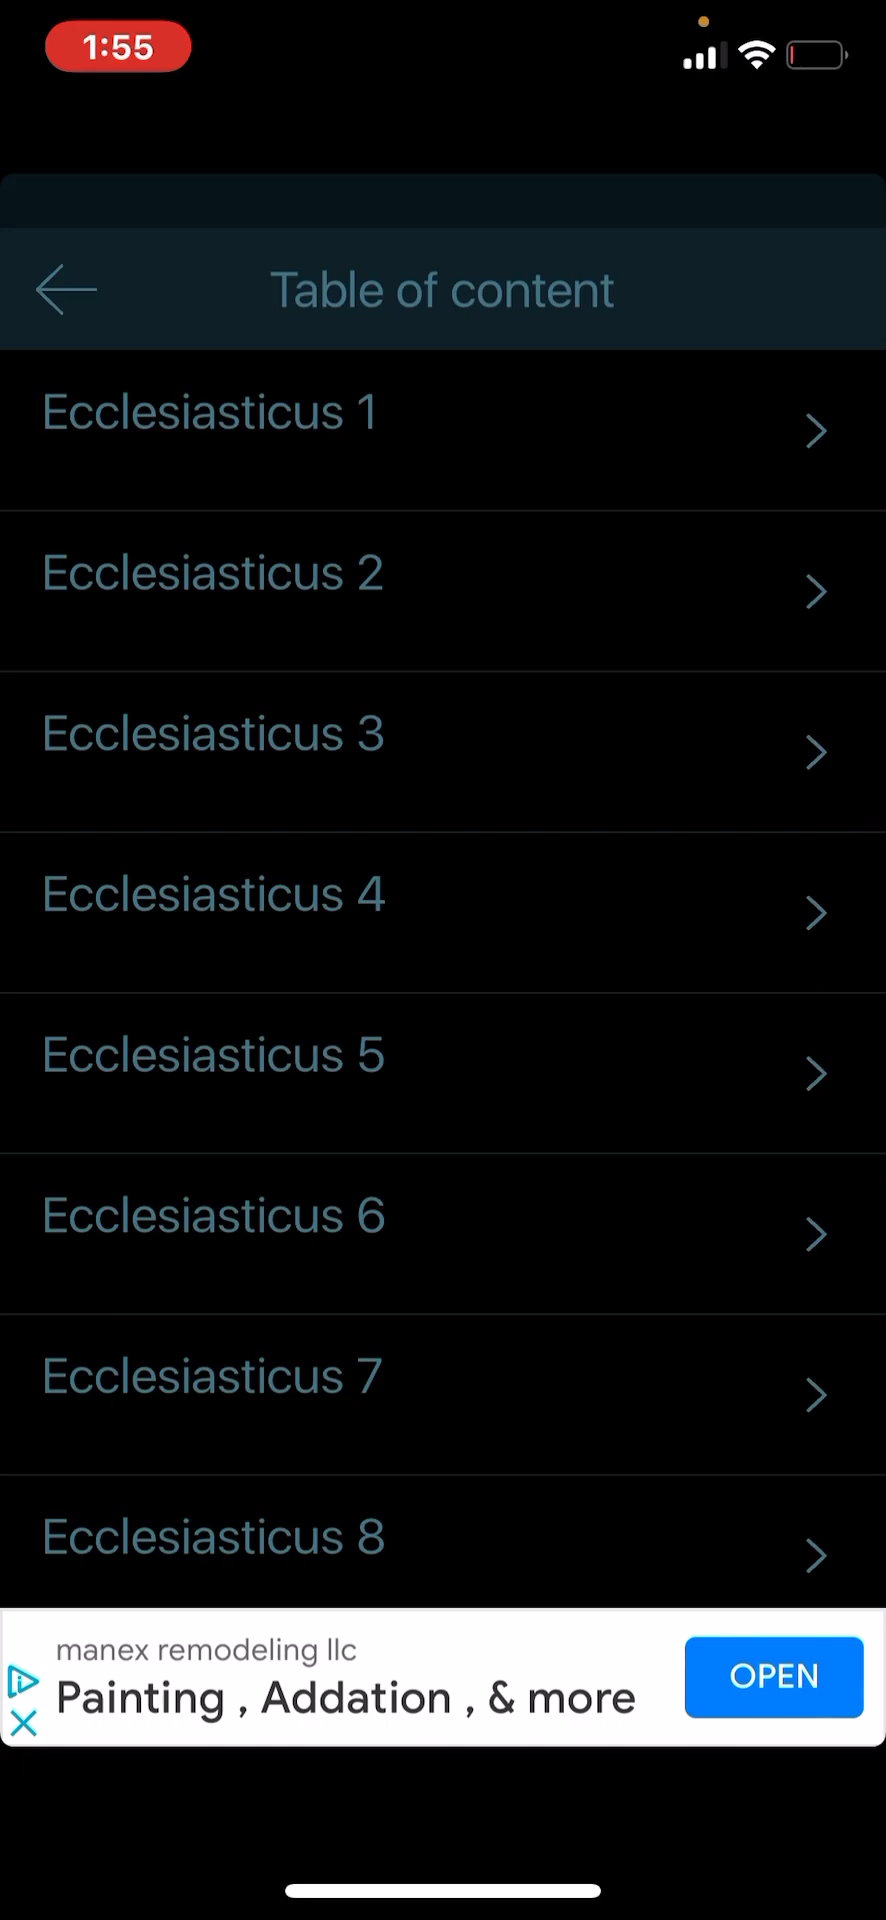 1:55
Table of content
Ecclesiasticus 1
Ecclesiasticus 2
Ecclesiasticus 3
Ecclesiasticus 4
Ecclesiasticus 5
Ecclesiasticus 6
Ecclesiasticus 7
Ecclesiasticus 8
manex remodeling llc
Painting , Addation , & more
OPEN